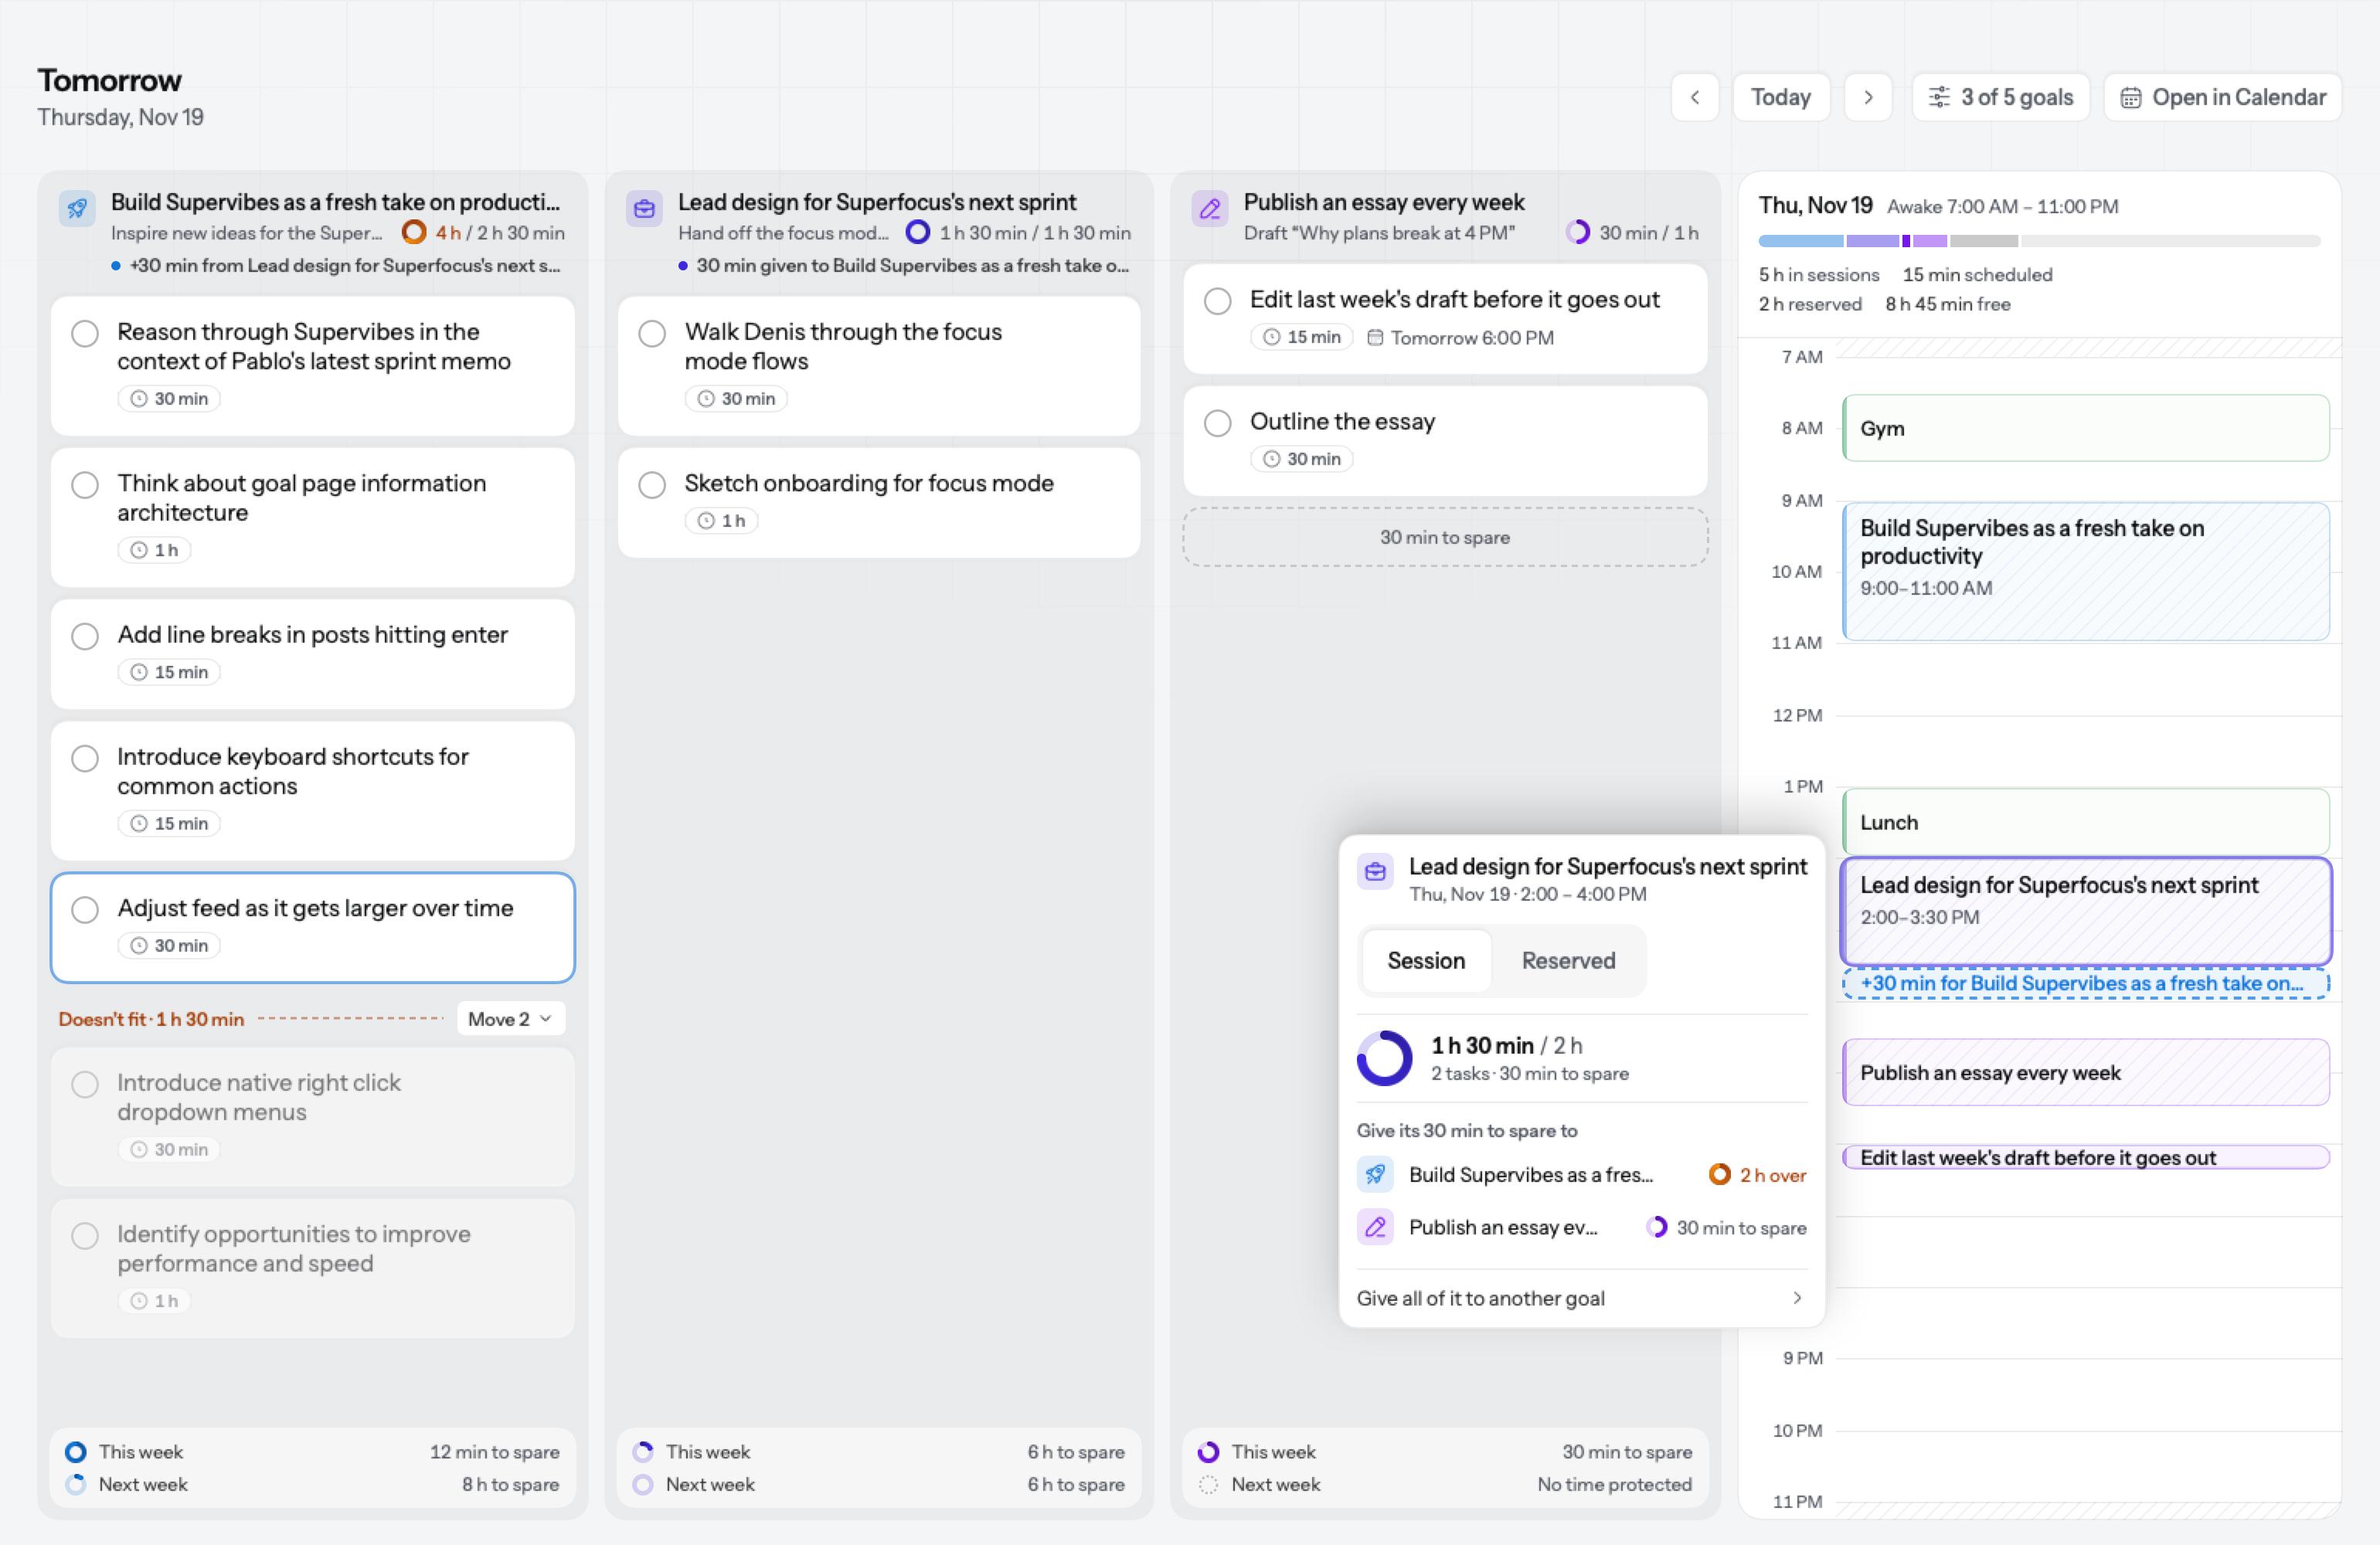 Tomorrow
Thursday, Nov 19
Today
3 of 5 goals
Open in Calendar
Build Supervibes as a fresh take on producti...
Inspire new ideas for the Super... 4 h / 2 h 30 min
+30 min from Lead design for Superfocus's next s...
Reason through Supervibes in the
context of Pablo's latest sprint memo
30 min
Think about goal page information
architecture
1 h
Add line breaks in posts hitting enter
15 min
Introduce keyboard shortcuts for
common actions
15 min
Adjust feed as it gets larger over time
30 min
Doesn't fit · 1 h 30 min
Move 2
Introduce native right click
dropdown menus
30 min
Identify opportunities to improve
performance and speed
1 h
This week 12 min to spare
Next week 8 h to spare
Lead design for Superfocus's next sprint
Hand off the focus mod... 1 h 30 min / 1 h 30 min
30 min given to Build Supervibes as a fresh take o...
Walk Denis through the focus
mode flows
30 min
Sketch onboarding for focus mode
1 h
This week 6 h to spare
Next week 6 h to spare
Publish an essay every week
Draft “Why plans break at 4 PM” 30 min / 1 h
Edit last week's draft before it goes out
15 min Tomorrow 6:00 PM
Outline the essay
30 min
30 min to spare
This week 30 min to spare
Next week No time protected
Lead design for Superfocus's next sprint
Thu, Nov 19 · 2:00 – 4:00 PM
Session Reserved
1 h 30 min / 2 h
2 tasks · 30 min to spare
Give its 30 min to spare to
Build Supervibes as a fres... 2 h over
Publish an essay ev... 30 min to spare
Give all of it to another goal
Thu, Nov 19 Awake 7:00 AM – 11:00 PM
5 h in sessions 15 min scheduled
2 h reserved 8 h 45 min free
7 AM
8 AM
Gym
9 AM
Build Supervibes as a fresh take on
productivity
9:00–11:00 AM
10 AM
11 AM
12 PM
1 PM
Lunch
Lead design for Superfocus's next sprint
2:00–3:30 PM
+30 min for Build Supervibes as a fresh take on...
Publish an essay every week
Edit last week's draft before it goes out
9 PM
10 PM
11 PM